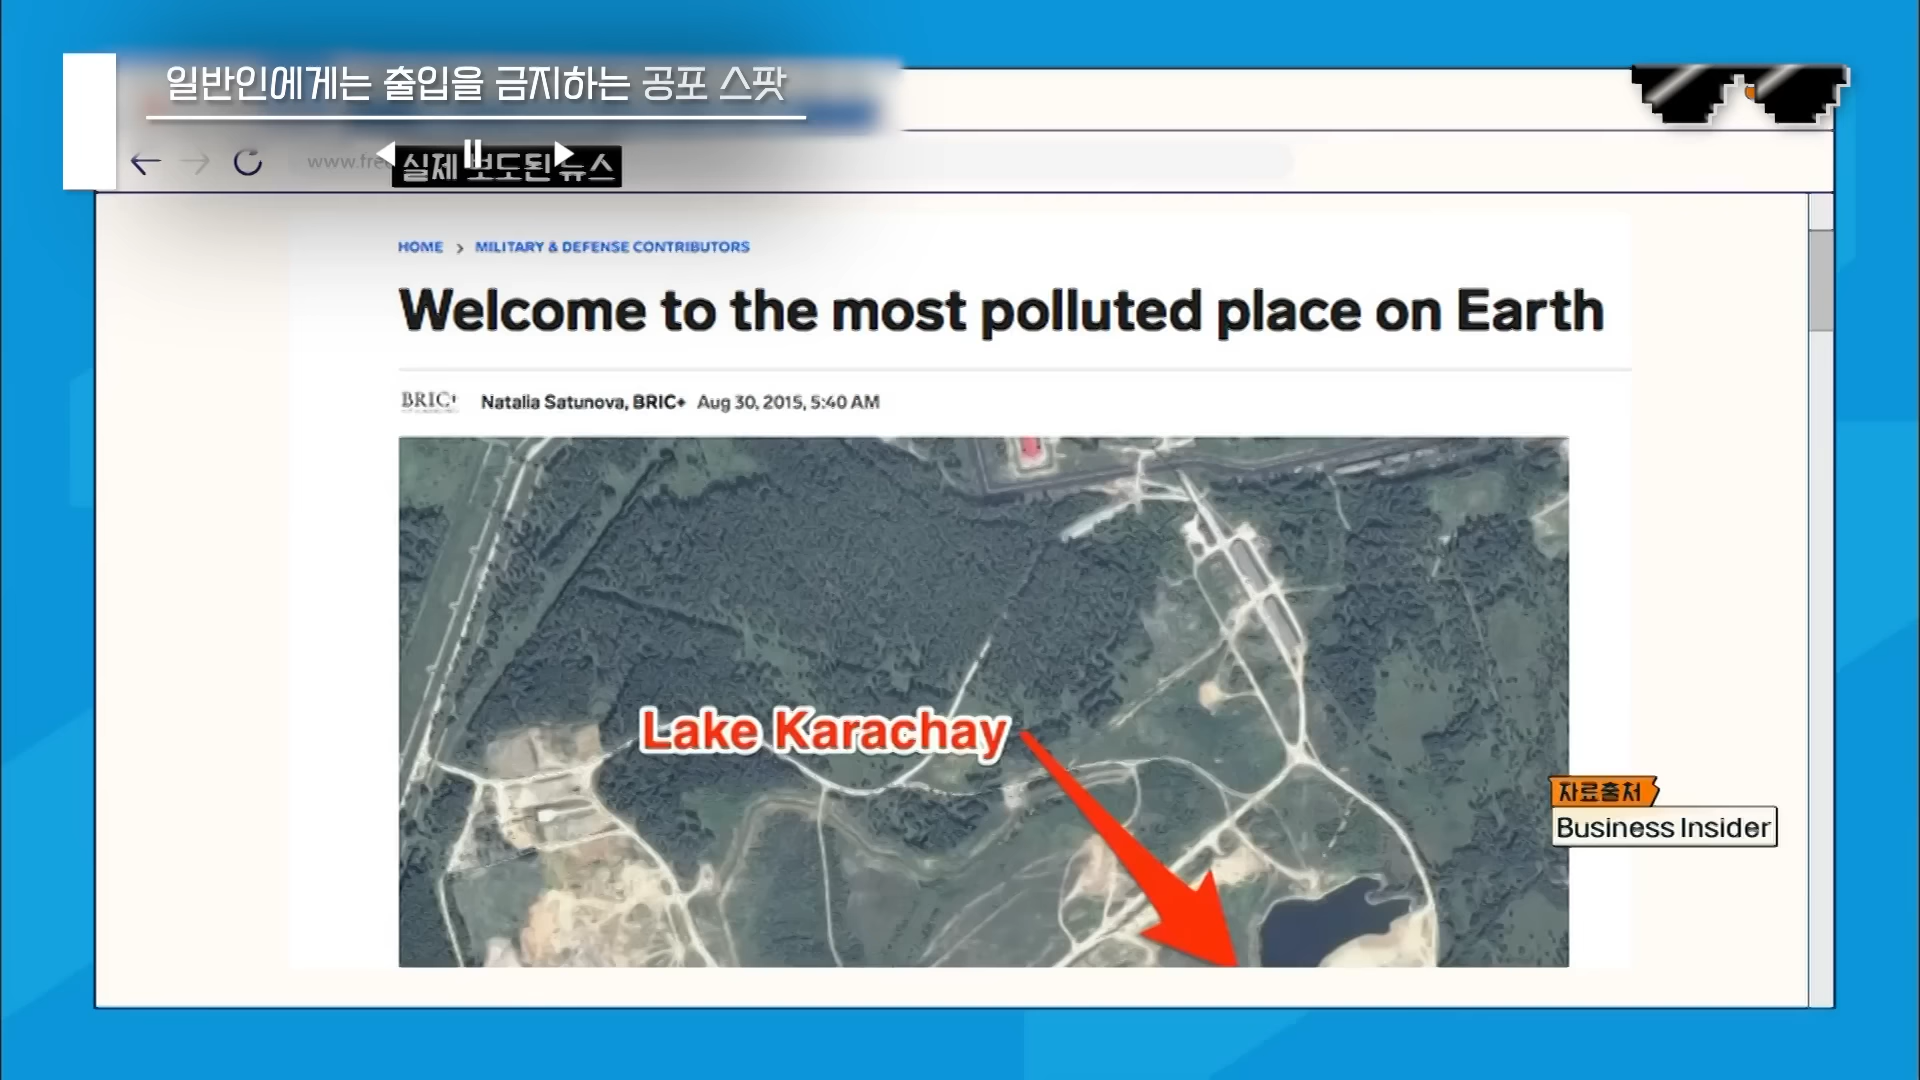 일반인에게는 출입을 금지하는 공포 스팟
www.fre
실제 보도된 뉴스
HOME > MILITARY & DEFENSE CONTRIBUTORS
Welcome to the most polluted place on Earth
BRIC+ Natalia Satunova, BRIC+ Aug 30, 2015, 5:40 AM
Lake Karachay
자료출처
Business Insider